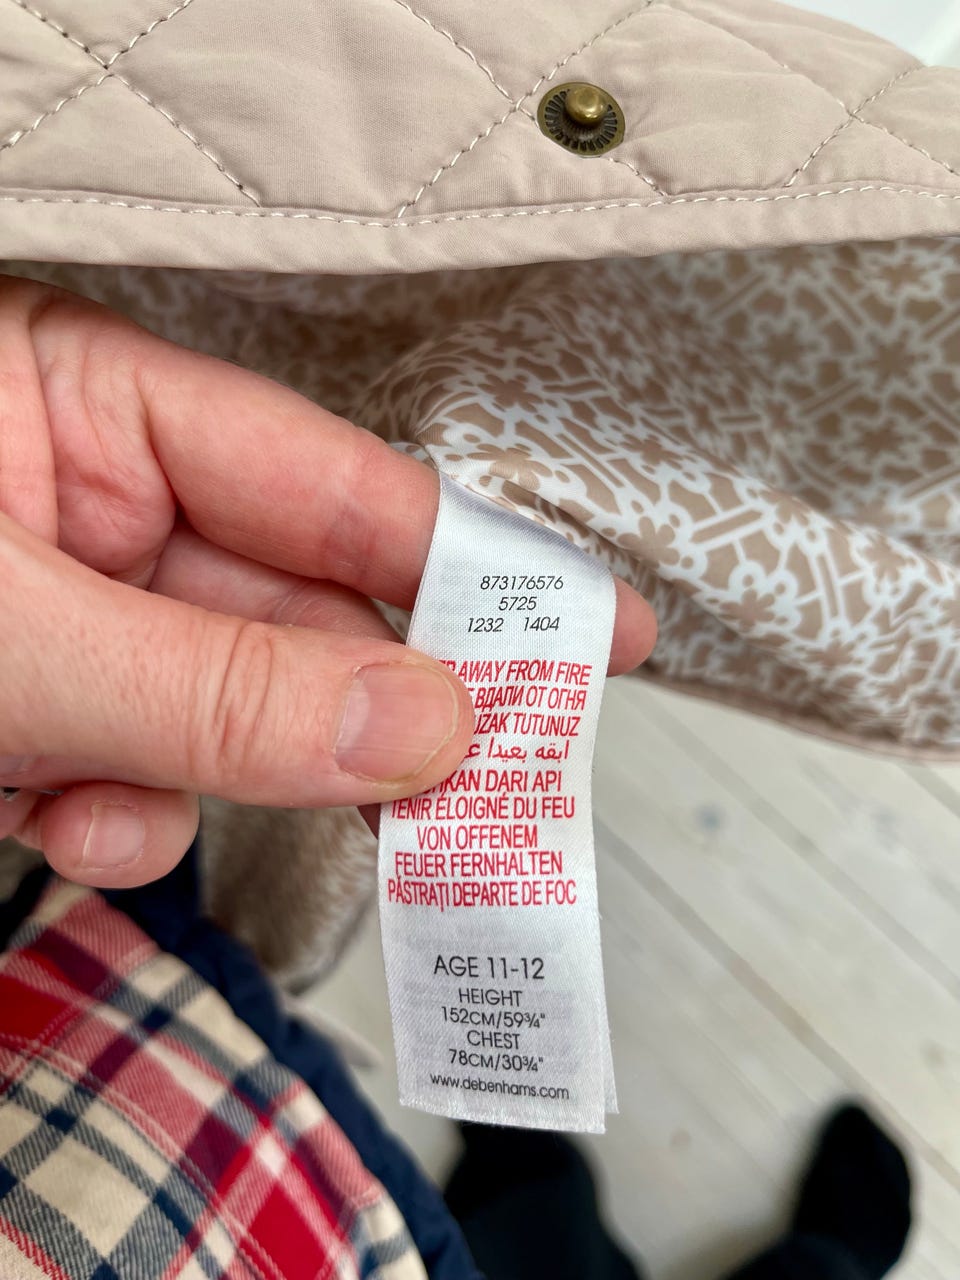 873176576
5725
1232 1404
AWAY FROM FIRE
ВДАЛИ ОТ ОГНЯ
UZAK TUTUNUZ
ابقه بعيدا
DARI API
TENIR ÉLOIGNÉ DU FEU
VON OFFENEM
FEUER FERNHALTEN
PĂSTRAȚI DEPARTE DE FOC
AGE 11-12
HEIGHT
152CM/59¾"
CHEST
78CM/30¾"
www.debenhams.com